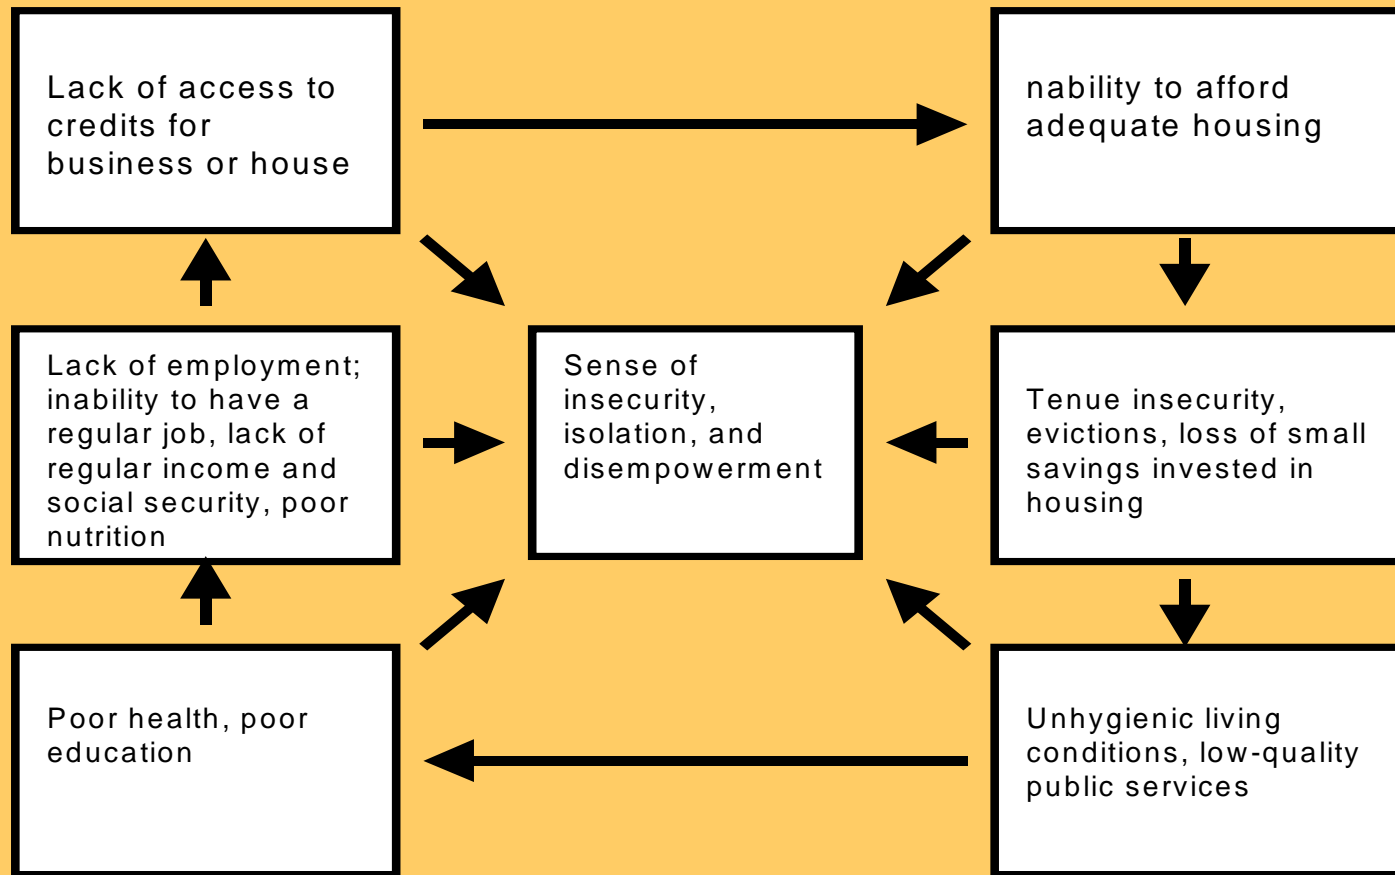 Lack of access to
credits for
business or house
nability to afford
adequate housing
Lack of employment;
inability to have a
regular job, lack of
regular income and
social security, poor
nutrition
Sense of
insecurity,
isolation, and
disempowerment
Tenue insecurity,
evictions, loss of small
savings invested in
housing
Poor health, poor
education
Unhygienic living
conditions, low-quality
public services